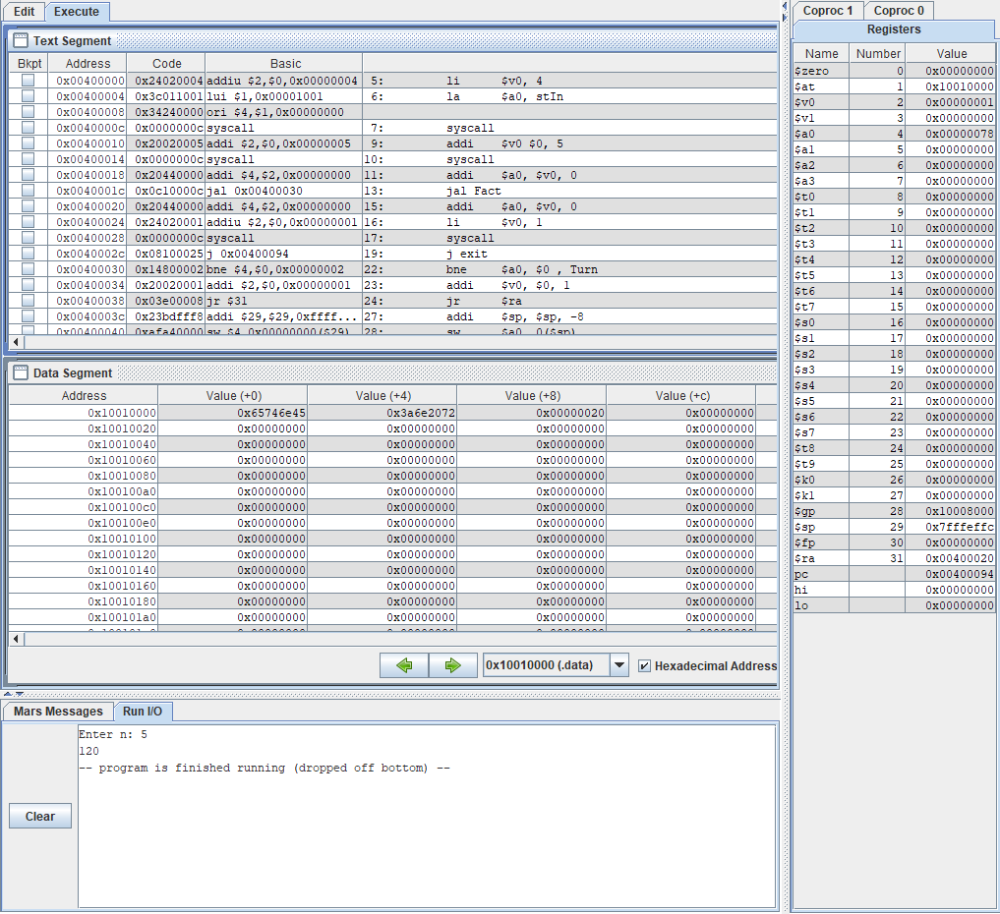 Edit Execute
Text Segment
Bkpt Address Code Basic
0x00400000 0x24020004 addiu $2,$0,0x00000004 5: li $v0, 4
0x00400004 0x3c011001 lui $1,0x00001001 6: la $a0, stIn
0x00400008 0x34240000 ori $4,$1,0x00000000
0x0040000c 0x0000000c syscall 7: syscall
0x00400010 0x20020005 addi $2,$0,0x00000005 9: addi $v0 $0, 5
0x00400014 0x0000000c syscall 10: syscall
0x00400018 0x20440000 addi $4,$2,0x00000000 11: addi $a0, $v0, 0
0x0040001c 0x0c10000c jal 0x00400030 13: jal Fact
0x00400020 0x20440000 addi $4,$2,0x00000000 15: addi $a0, $v0, 0
0x00400024 0x24020001 addiu $2,$0,0x00000001 16: li $v0, 1
0x00400028 0x0000000c syscall 17: syscall
0x0040002c 0x08100025 j 0x00400094 19: j exit
0x00400030 0x14800002 bne $4,$0,0x00000002 22: bne $a0, $0 , Turn
0x00400034 0x20020001 addi $2,$0,0x00000001 23: addi $v0, $0, 1
0x00400038 0x03e00008 jr $31 24: jr $ra
0x0040003c 0x23bdfff8 addi $29,$29,0xffff... 27: addi $sp, $sp, -8
0x00400040 0xafa40000 sw $4,0x00000000($29) 28: sw $a0, 0($sp)
Data Segment
Address Value (+0) Value (+4) Value (+8) Value (+c)
0x10010000 0x65746e45 0x3a6e2072 0x00000020 0x00000000
0x10010020 0x00000000 0x00000000 0x00000000 0x00000000
0x10010040 0x00000000 0x00000000 0x00000000 0x00000000
0x10010060 0x00000000 0x00000000 0x00000000 0x00000000
0x10010080 0x00000000 0x00000000 0x00000000 0x00000000
0x100100a0 0x00000000 0x00000000 0x00000000 0x00000000
0x100100c0 0x00000000 0x00000000 0x00000000 0x00000000
0x100100e0 0x00000000 0x00000000 0x00000000 0x00000000
0x10010100 0x00000000 0x00000000 0x00000000 0x00000000
0x10010120 0x00000000 0x00000000 0x00000000 0x00000000
0x10010140 0x00000000 0x00000000 0x00000000 0x00000000
0x10010160 0x00000000 0x00000000 0x00000000 0x00000000
0x10010180 0x00000000 0x00000000 0x00000000 0x00000000
0x100101a0 0x00000000 0x00000000 0x00000000 0x00000000
0x10010000 (.data) Hexadecimal Address
Mars Messages Run I/O
Enter n: 5
120
-- program is finished running (dropped off bottom) --
Clear
Coproc 1 Coproc 0
Registers
Name Number Value
$zero 0 0x00000000
$at 1 0x10010000
$v0 2 0x00000001
$v1 3 0x00000000
$a0 4 0x00000078
$a1 5 0x00000000
$a2 6 0x00000000
$a3 7 0x00000000
$t0 8 0x00000000
$t1 9 0x00000000
$t2 10 0x00000000
$t3 11 0x00000000
$t4 12 0x00000000
$t5 13 0x00000000
$t6 14 0x00000000
$t7 15 0x00000000
$s0 16 0x00000000
$s1 17 0x00000000
$s2 18 0x00000000
$s3 19 0x00000000
$s4 20 0x00000000
$s5 21 0x00000000
$s6 22 0x00000000
$s7 23 0x00000000
$t8 24 0x00000000
$t9 25 0x00000000
$k0 26 0x00000000
$k1 27 0x00000000
$gp 28 0x10008000
$sp 29 0x7fffeffc
$fp 30 0x00000000
$ra 31 0x00400020
pc 0x00400094
hi 0x00000000
lo 0x00000000